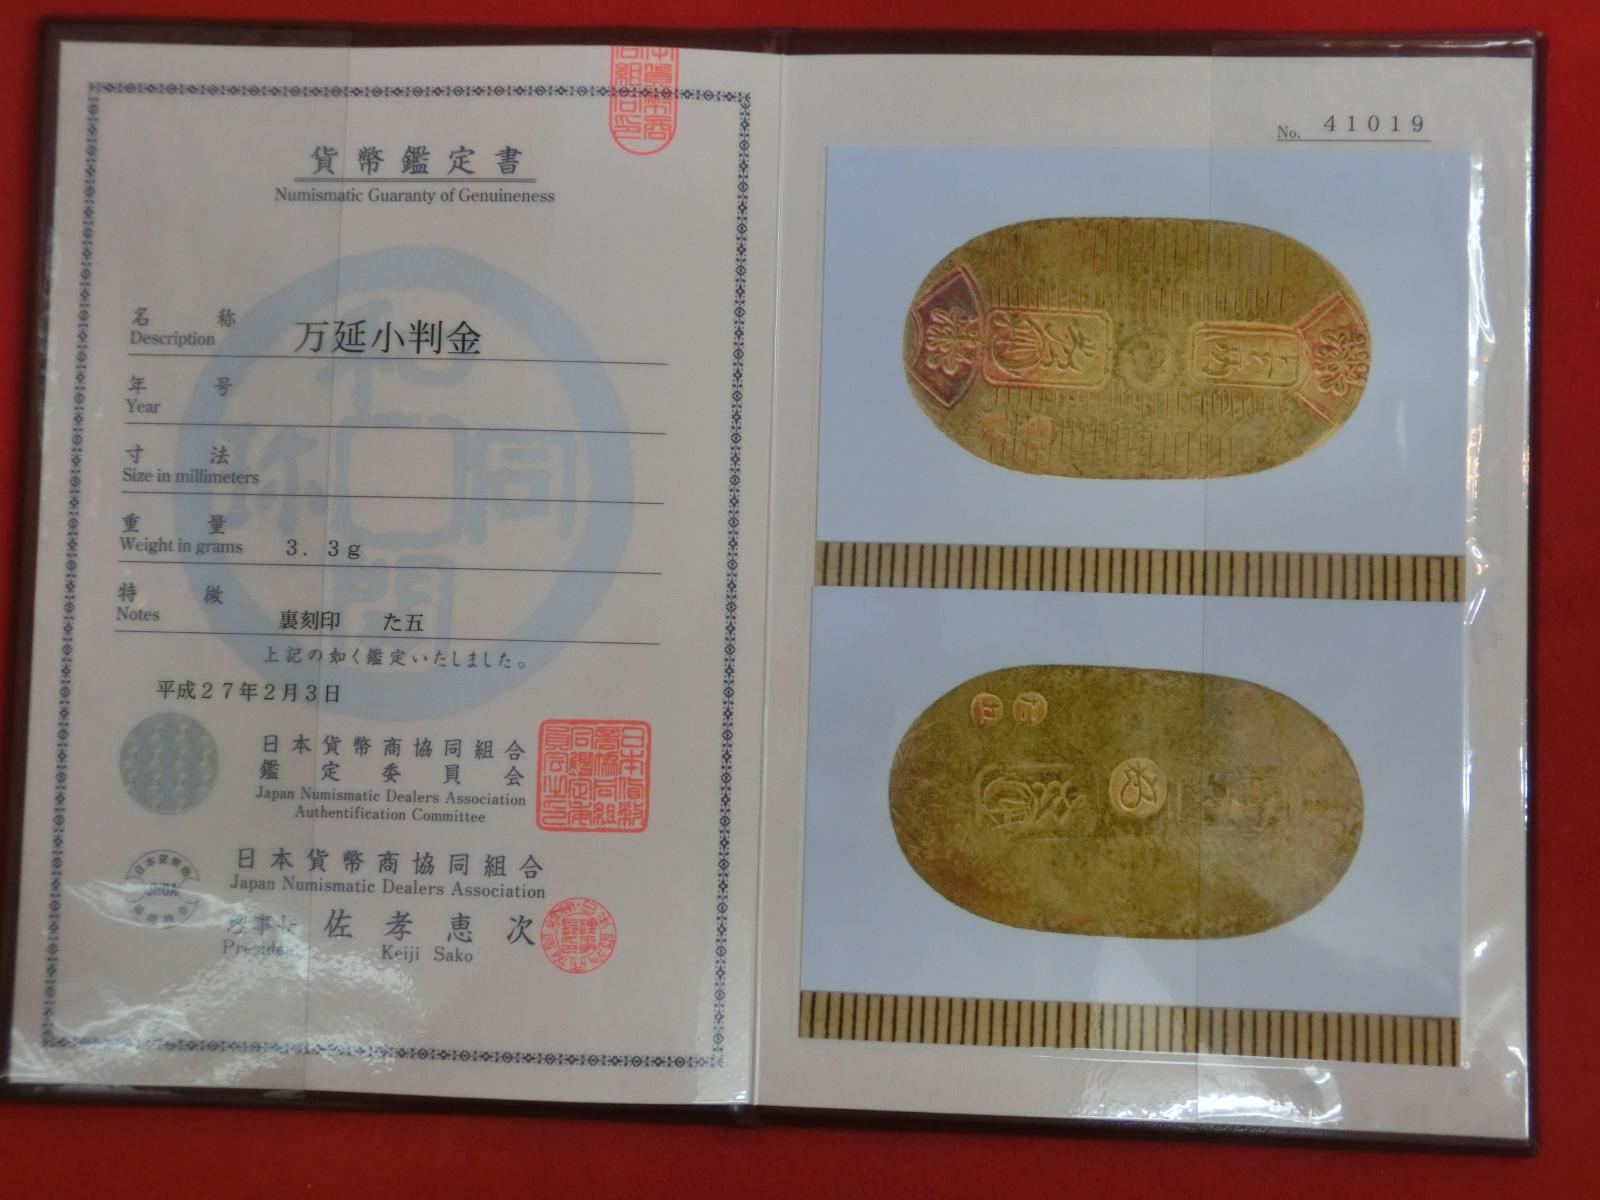 貨幣鑑定書
Numismatic Guaranty of Genuineness
名称 万延小判金
Description
年号
Year
寸法
Size in millimeters
重量
Weight in grams 3.3g
特徴
Notes 裏刻印 た五
上記の如く鑑定いたしました。
平成27年2月3日
日本貨幣商協同組合
鑑定委員会
Japan Numismatic Dealers Association
Authentification Committee
日本貨幣商協同組合
Japan Numismatic Dealers Association
理事長 佐孝恵次
President Keiji Sako
No. 41019